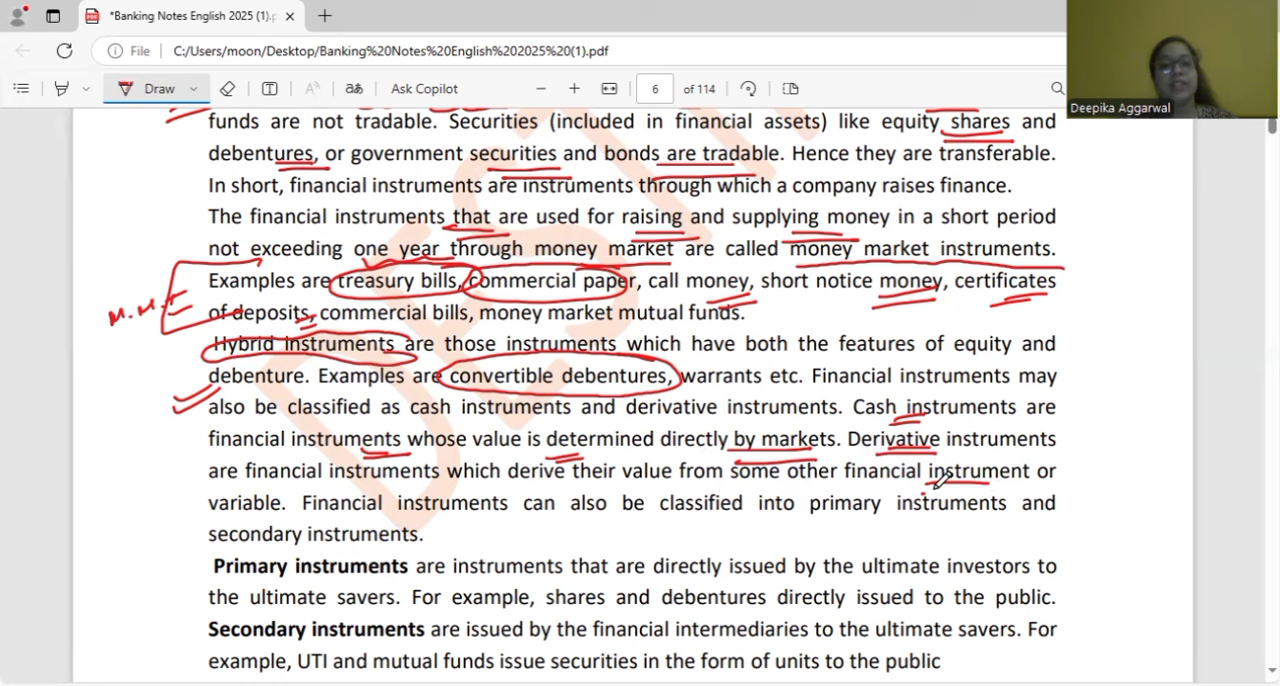 *Banking Notes English 2025 (1).p
File C:/Users/moon/Desktop/Banking%20Notes%20English%202025%20(1).pdf
Draw aあ Ask Copilot 6 of 114
Deepika Aggarwal
funds are not tradable. Securities (included in financial assets) like equity shares and
debentures, or government securities and bonds are tradable. Hence they are transferable.
In short, financial instruments are instruments through which a company raises finance.
The financial instruments that are used for raising and supplying money in a short period
not exceeding one year through money market are called money market instruments.
Examples are treasury bills, commercial paper, call money, short notice money, certificates
of deposits, commercial bills, money market mutual funds.
Hybrid instruments are those instruments which have both the features of equity and
debenture. Examples are convertible debentures, warrants etc. Financial instruments may
also be classified as cash instruments and derivative instruments. Cash instruments are
financial instruments whose value is determined directly by markets. Derivative instruments
are financial instruments which derive their value from some other financial instrument or
variable. Financial instruments can also be classified into primary instruments and
secondary instruments.
Primary instruments are instruments that are directly issued by the ultimate investors to
the ultimate savers. For example, shares and debentures directly issued to the public.
Secondary instruments are issued by the financial intermediaries to the ultimate savers. For
example, UTI and mutual funds issue securities in the form of units to the public